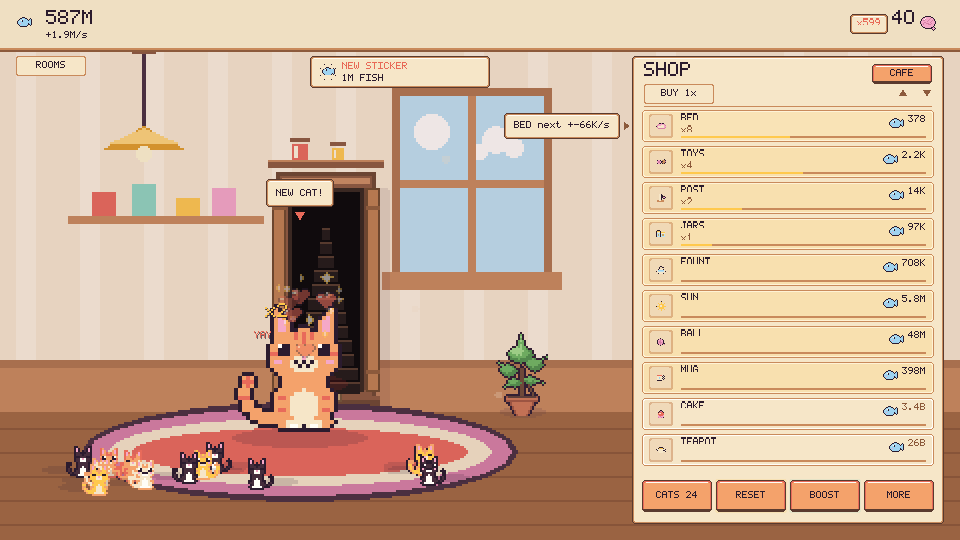 587M
+1.9M/s
x599
40
ROOMS
NEW STICKER
1M FISH
BED next +-66K/s
NEW CAT!
YAY
SHOP
CAFE
BUY 1x
BED
378
x8
TOYS
2.2K
x4
POST
14K
x2
JARS
97K
x1
FOUNT
708K
SUN
5.8M
BALL
48M
MUG
398M
CAKE
3.4B
TEAPOT
26B
CATS 24
RESET
BOOST
MORE